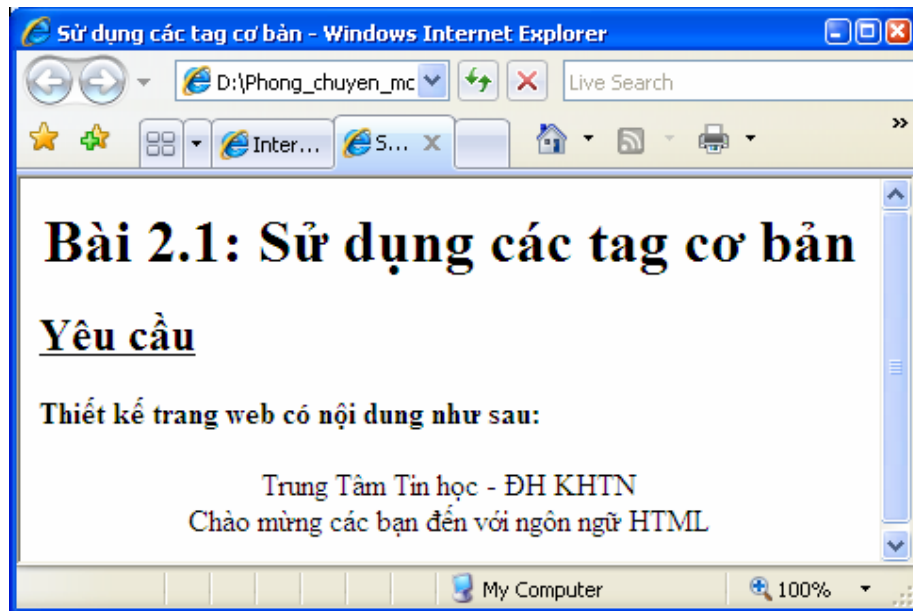 Sử dụng các tag cơ bản - Windows Internet Explorer
D:\Phong_chuyen_mc
Live Search
Inter...
S...
»
Bài 2.1: Sử dụng các tag cơ bản
Yêu cầu
Thiết kế trang web có nội dung như sau:
Trung Tâm Tin học - ĐH KHTN
Chào mừng các bạn đến với ngôn ngữ HTML
My Computer
100%